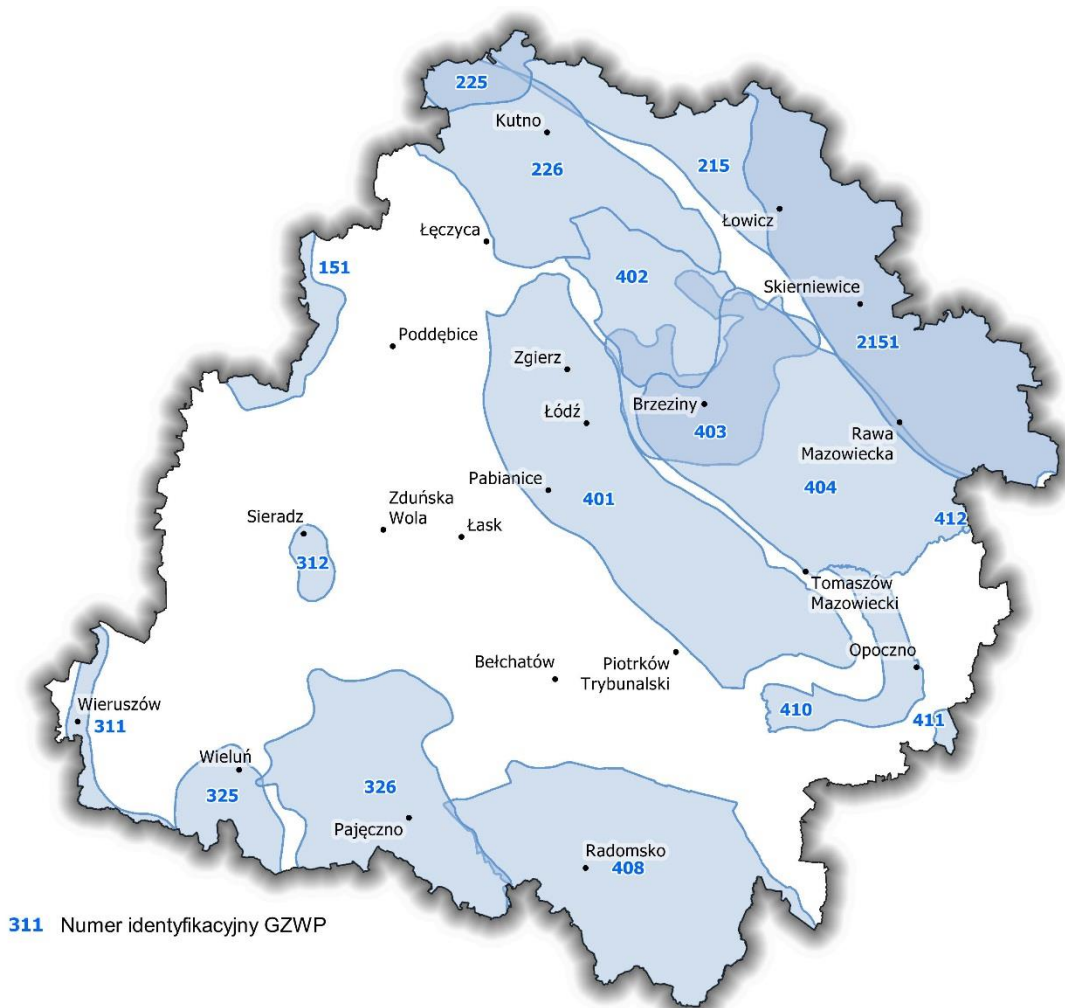 225
Kutno
226
215
Łowicz
Łęczyca
151
402
Skierniewice
Poddębice
2151
Zgierz
Brzeziny
Łódź
403
Rawa
Mazowiecka
Pabianice
401
404
Zduńska
Wola
Sieradz
Łask
412
312
Tomaszów
Mazowiecki
Opoczno
Bełchatów
Piotrków
Trybunalski
Wieruszów
311
410
411
Wieluń
325
326
Pajęczno
Radomsko
408
311 Numer identyfikacyjny GZWP